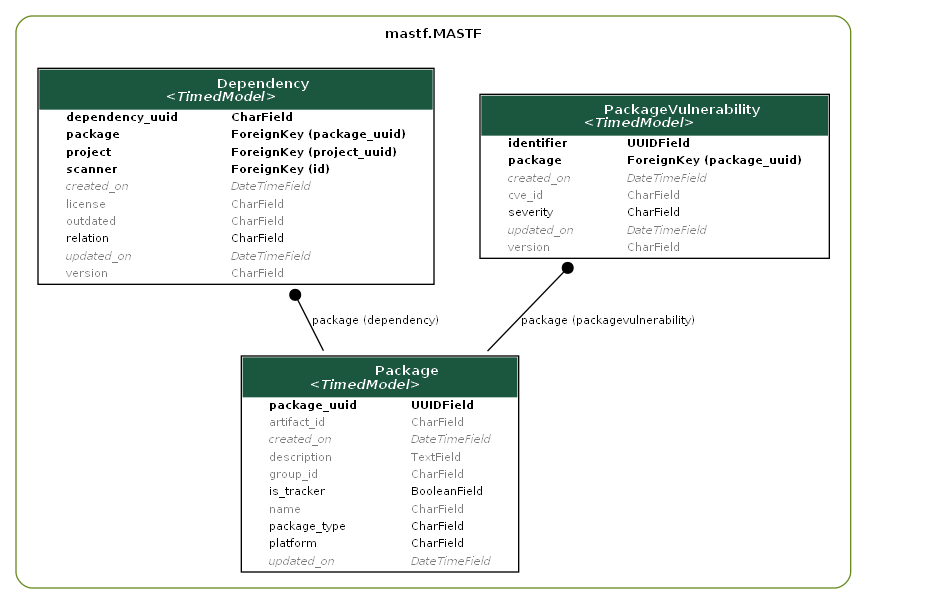 mastf.MASTF
Dependency
<TimedModel>
dependency_uuid CharField
package ForeignKey (package_uuid)
project ForeignKey (project_uuid)
scanner ForeignKey (id)
created_on DateTimeField
license CharField
outdated CharField
relation CharField
updated_on DateTimeField
version CharField
PackageVulnerability
<TimedModel>
identifier UUIDField
package ForeignKey (package_uuid)
created_on DateTimeField
cve_id CharField
severity CharField
updated_on DateTimeField
version CharField
package (dependency)
package (packagevulnerability)
Package
<TimedModel>
package_uuid UUIDField
artifact_id CharField
created_on DateTimeField
description TextField
group_id CharField
is_tracker BooleanField
name CharField
package_type CharField
platform CharField
updated_on DateTimeField